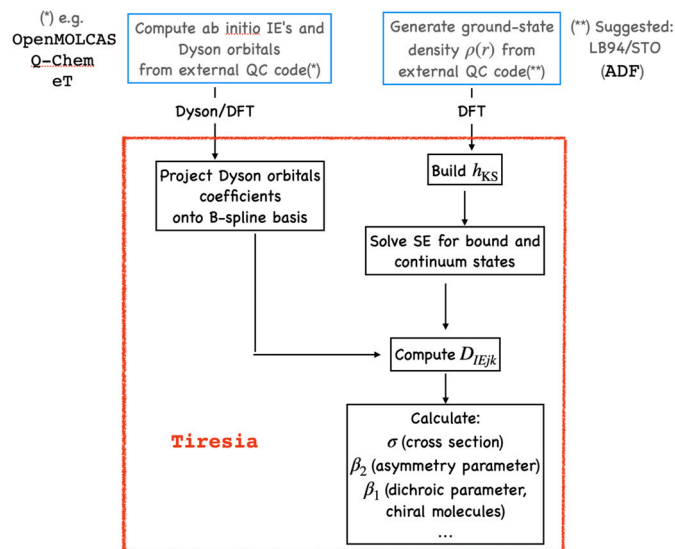 (*) e.g.
OpenMOLCAS
Q-Chem
eT
Compute ab initio IE's and
Dyson orbitals
from external QC code(*)
Generate ground-state
density ρ(r) from
external QC code(**)
(**) Suggested:
LB94/STO
(ADF)
Dyson/DFT
DFT
Project Dyson orbitals
coefficients
onto B-spline basis
Build h_KS
Solve SE for bound and
continuum states
Compute D_IEjk
Tiresia
Calculate:
σ (cross section)
β₂ (asymmetry parameter)
β₁ (dichroic parameter,
chiral molecules)
...